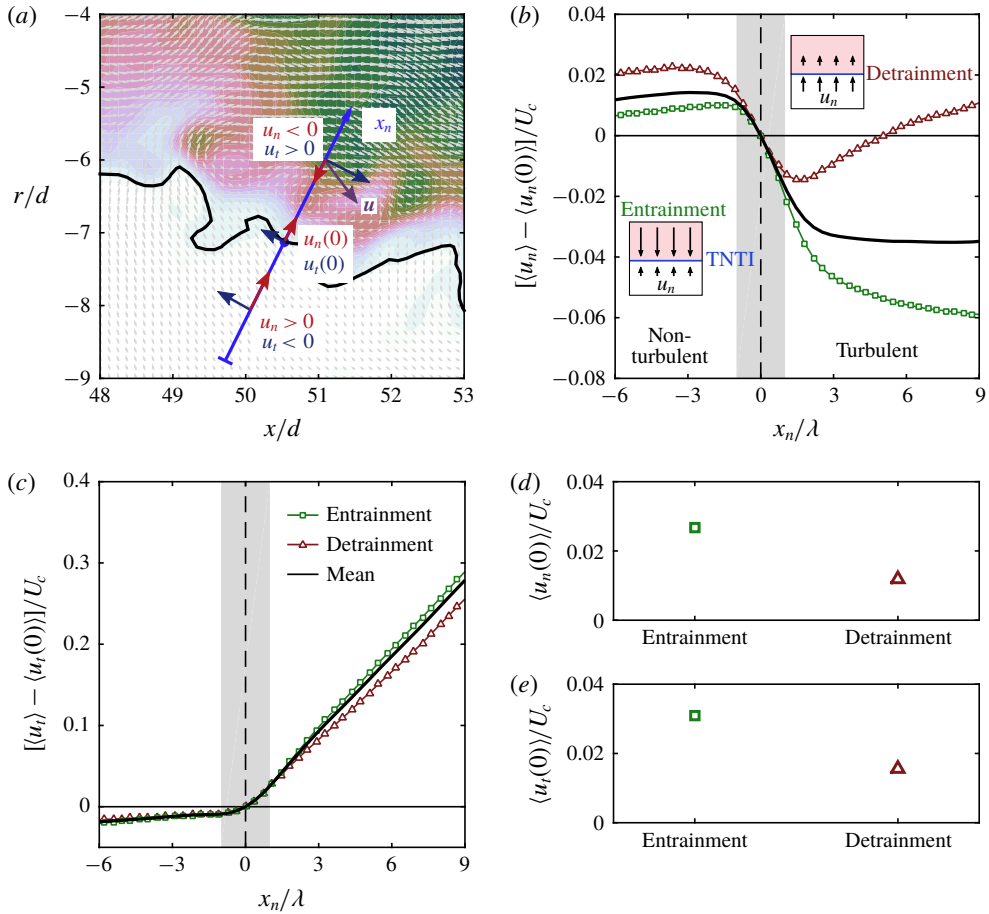 (a)
−4
−5
−6
−7
−8
−9
r/d
48
49
50
51
52
53
x/d
u_n < 0
u_t > 0
x_n
u
u_n(0)
u_t(0)
u_n > 0
u_t < 0
(b)
0.04
0.02
0
−0.02
−0.04
−0.06
−0.08
[⟨u_n⟩ − ⟨u_n(0)⟩]/U_c
Detrainment
u_n
Entrainment
TNTI
u_n
Non-
turbulent
Turbulent
−6
−3
0
3
6
9
x_n/λ
(c)
0.4
0.3
0.2
0.1
0
[⟨u_t⟩ − ⟨u_t(0)⟩]/U_c
Entrainment
Detrainment
Mean
−6
−3
0
3
6
9
x_n/λ
(d)
0.04
0.02
0
⟨u_n(0)⟩/U_c
Entrainment
Detrainment
(e)
0.04
0.02
0
⟨u_t(0)⟩/U_c
Entrainment
Detrainment